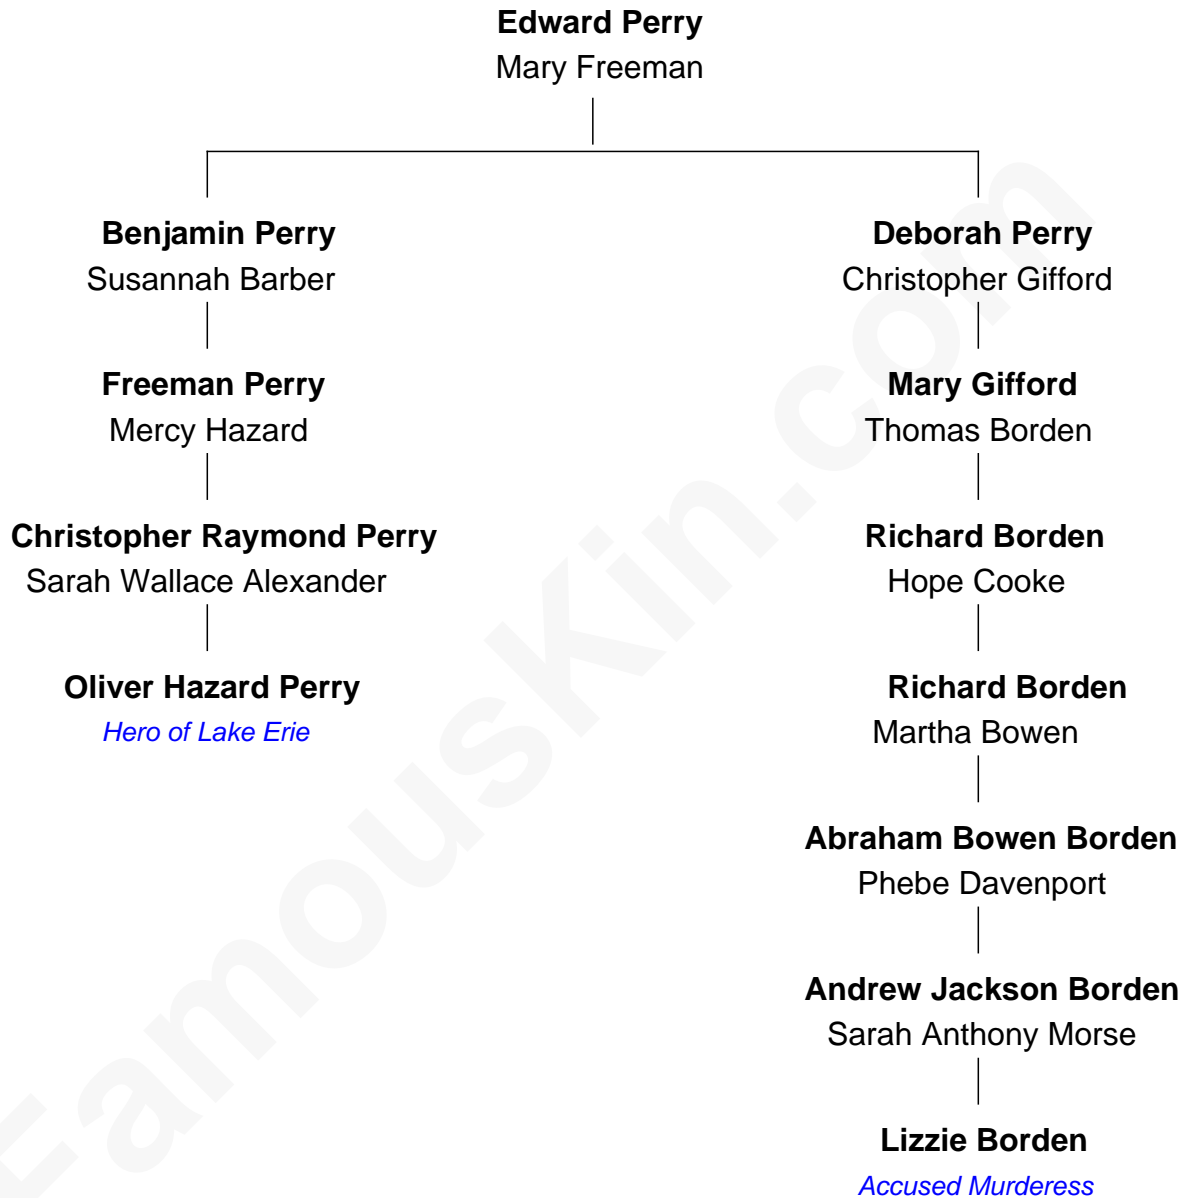 Edward Perry
Mary Freeman
Benjamin Perry
Susannah Barber
Freeman Perry
Mercy Hazard
Christopher Raymond Perry
Sarah Wallace Alexander
Oliver Hazard Perry
Hero of Lake Erie
Deborah Perry
Christopher Gifford
Mary Gifford
Thomas Borden
Richard Borden
Hope Cooke
Richard Borden
Martha Bowen
Abraham Bowen Borden
Phebe Davenport
Andrew Jackson Borden
Sarah Anthony Morse
Lizzie Borden
Accused Murderess
FamousKin.com